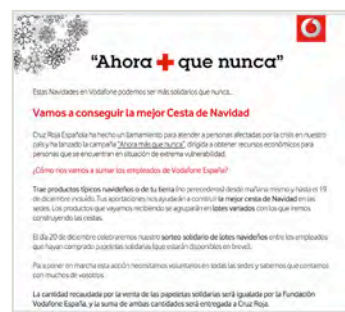 "Ahora + que nunca"
Estas Navidades en Vodafone podemos ser más solidarios que nunca...
Vamos a conseguir la mejor Cesta de Navidad
Cruz Roja Española ha hecho un llamamiento para atender a personas afectadas por la crisis en nuestro
país y ha lanzado la campaña "Ahora más que nunca", dirigida a obtener recursos económicos para
personas que se encuentran en situación de extrema vulnerabilidad.
¿Cómo nos vamos a sumar los empleados de Vodafone España?
Trae productos típicos navideños o de tu tierra (no perecederos) desde mañana mismo y hasta el 19
de diciembre incluido. Tus aportaciones nos ayudarán a construir la mejor cesta de Navidad en las
sedes. Los productos que vayamos recibiendo se agruparán en lotes variados con los que iremos
construyendo las cestas.
El día 20 de diciembre celebraremos nuestro sorteo solidario de lotes navideños entre los empleados
que hayan comprado papeletas solidarias (que estarán disponibles en breve).
Para poner en marcha esta acción necesitamos voluntarios en todas las sedes y sabemos que contamos
con muchos de vosotros.
La cantidad recaudada por la venta de las papeletas solidarias será igualada por la Fundación
Vodafone España, y la suma de ambas cantidades será entregada a Cruz Roja.